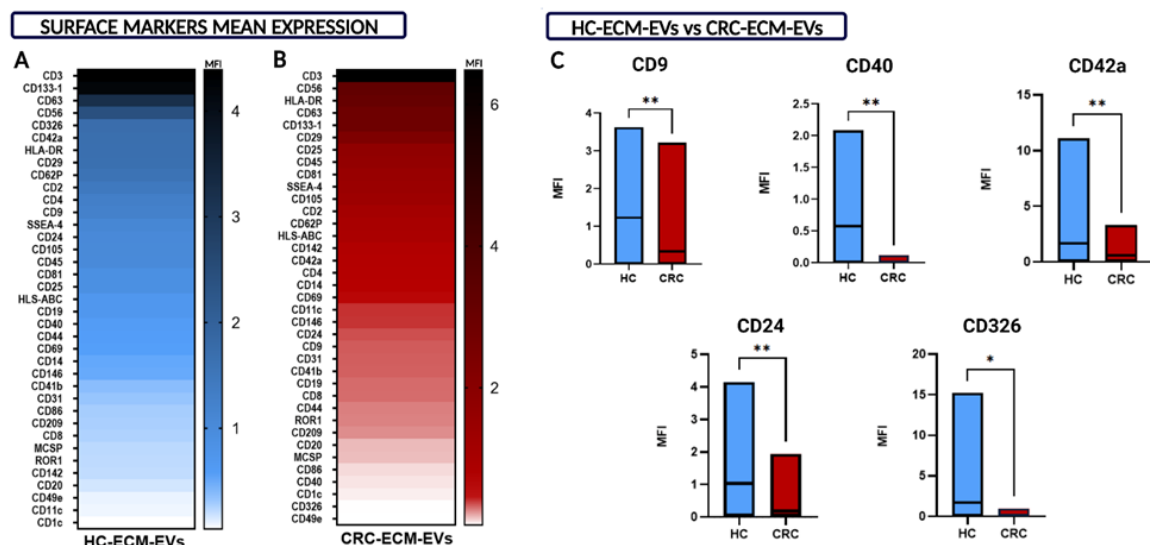 SURFACE MARKERS MEAN EXPRESSION
HC-ECM-EVs vs CRC-ECM-EVs
A
MFI
CD3
CD133-1
CD63
CD56
CD326
CD42a
HLA-DR
CD29
CD62P
CD2
CD4
CD9
SSEA-4
CD24
CD105
CD45
CD81
CD25
HLS-ABC
CD19
CD40
CD44
CD69
CD14
CD146
CD41b
CD31
CD86
CD209
CD8
MCSP
ROR1
CD142
CD20
CD49e
CD11c
CD1c
4
3
2
1
HC-ECM-EVs
B
MFI
CD3
CD56
HLA-DR
CD63
CD133-1
CD29
CD25
CD45
CD81
SSEA-4
CD105
CD2
CD62P
HLS-ABC
CD142
CD42a
CD4
CD14
CD69
CD11c
CD146
CD24
CD9
CD31
CD41b
CD19
CD8
CD44
ROR1
CD209
CD20
MCSP
CD86
CD40
CD1c
CD326
CD49e
6
4
2
CRC-ECM-EVs
C
CD9
**
MFI
4
3
2
1
0
HC CRC
CD40
**
MFI
2.5
2.0
1.5
1.0
0.5
0.0
HC CRC
CD42a
**
MFI
15
10
5
0
HC CRC
CD24
**
MFI
5
4
3
2
1
0
HC CRC
CD326
*
MFI
20
15
10
5
0
HC CRC